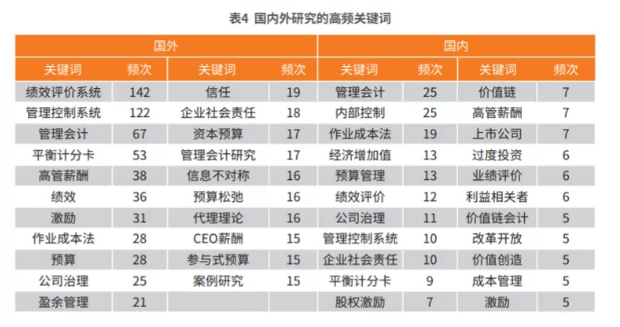 表4 国内外研究的高频关键词
国外 国内
关键词 频次 关键词 频次 关键词 频次 关键词 频次
绩效评价系统 142 信任 19 管理会计 25 价值链 7
管理控制系统 122 企业社会责任 18 内部控制 25 高管薪酬 7
管理会计 67 资本预算 17 作业成本法 19 上市公司 7
平衡计分卡 53 管理会计研究 17 经济增加值 13 过度投资 6
高管薪酬 38 信息不对称 16 预算管理 13 业绩评价 6
绩效 36 预算松弛 16 绩效评价 12 利益相关者 6
激励 31 代理理论 16 公司治理 11 价值链会计 5
作业成本法 28 CEO薪酬 15 管理控制系统 10 改革开放 5
预算 28 参与式预算 15 企业社会责任 10 价值创造 5
公司治理 25 案例研究 15 平衡计分卡 9 成本管理 5
盈余管理 21 股权激励 7 激励 5